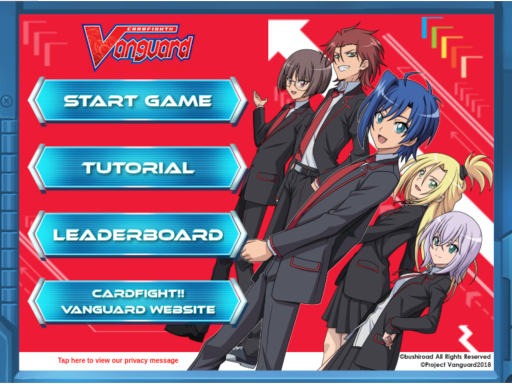 CARDFIGHT!!
Vanguard
START GAME
TUTORIAL
LEADERBOARD
CARDFIGHT!!
VANGUARD WEBSITE
Tap here to view our privacy message
©bushiroad All Rights Reserved
©Project Vanguard2018